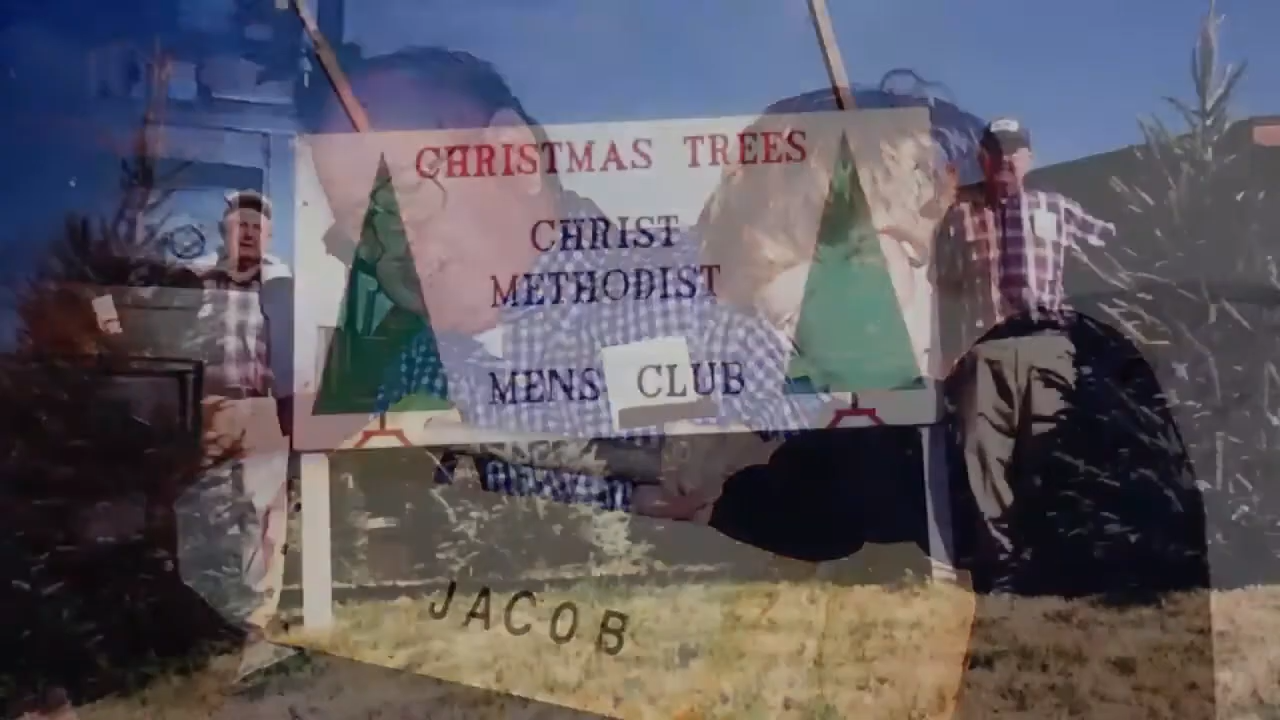 CHRISTMAS TREES
CHRIST
METHODIST
MENS CLUB
JACOB